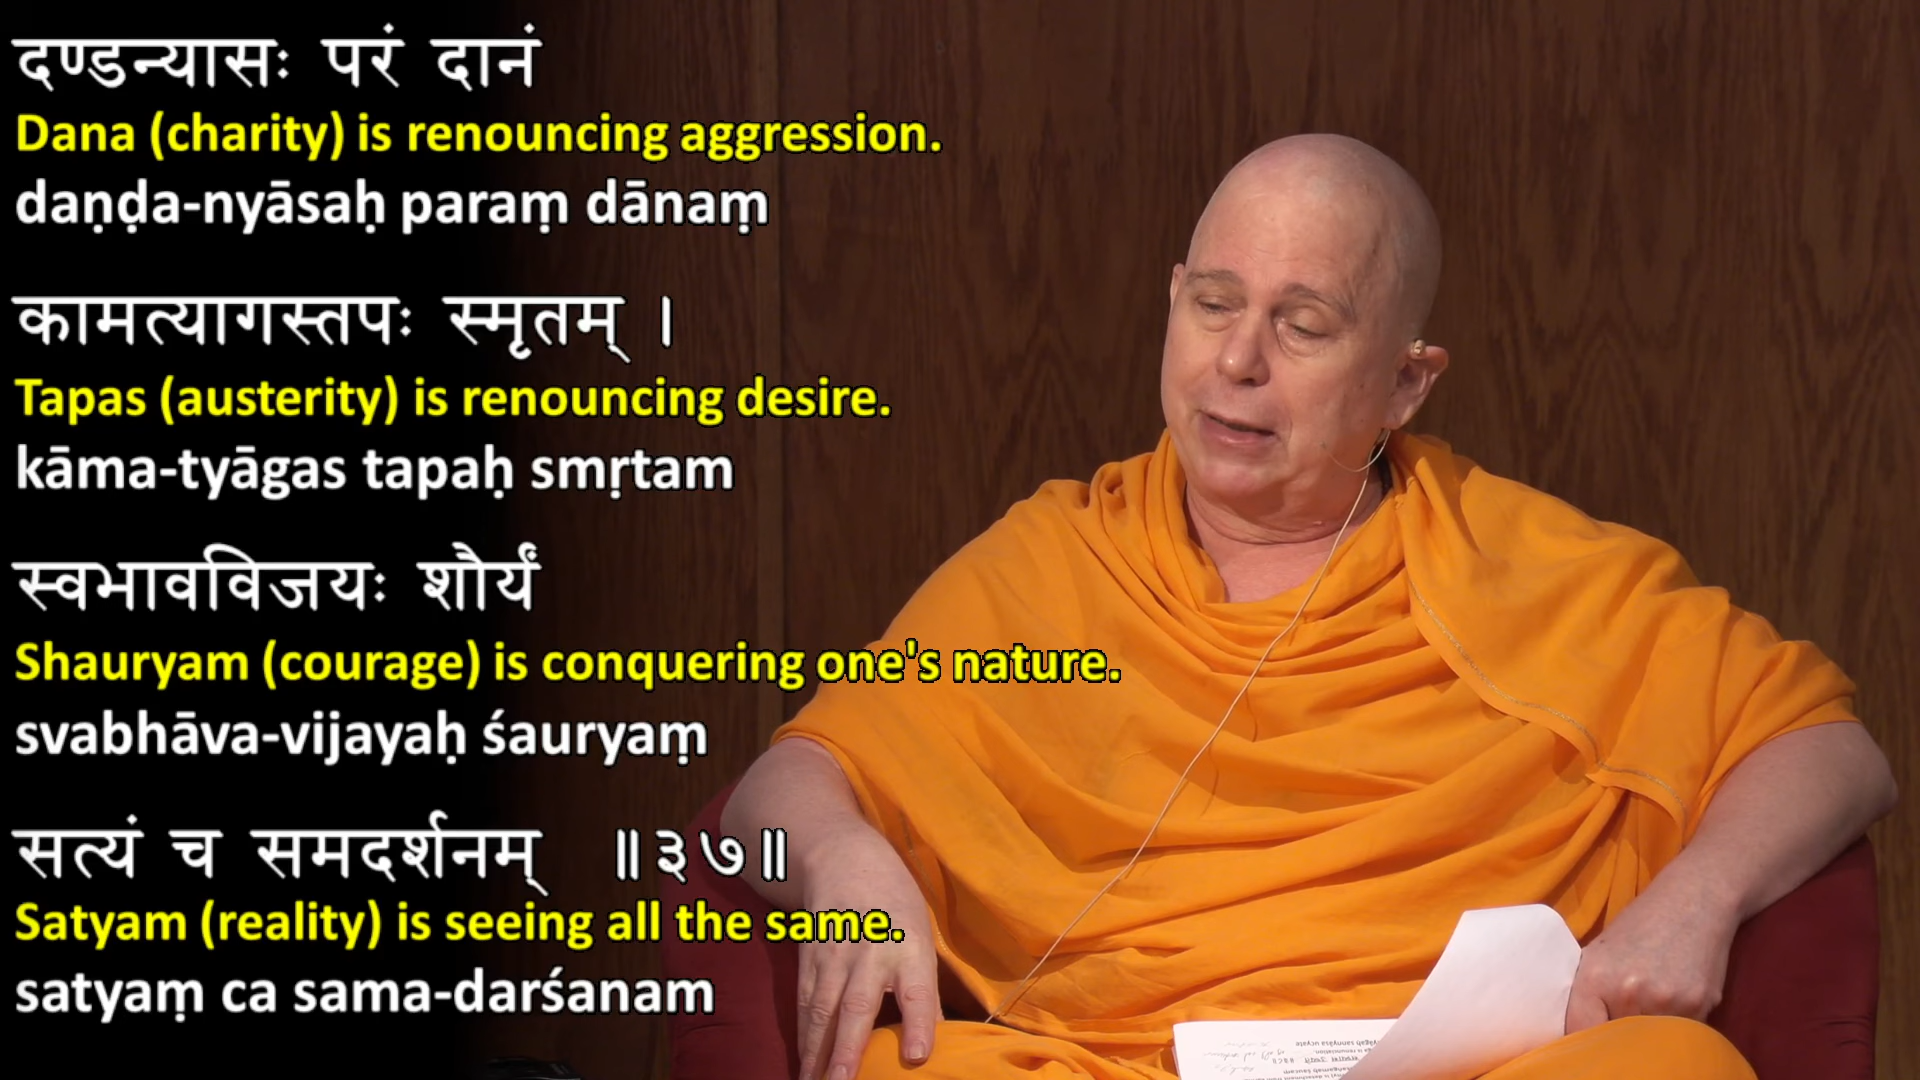 दण्डन्यासः परं दानं
Dana (charity) is renouncing aggression.
daṇḍa-nyāsaḥ paraṃ dānaṃ
कामत्यागस्तपः स्मृतम् ।
Tapas (austerity) is renouncing desire.
kāma-tyāgas tapaḥ smṛtam
स्वभावविजयः शौर्यं
Shauryam (courage) is conquering one's nature.
svabhāva-vijayaḥ śauryaṃ
सत्यं च समदर्शनम् ॥३७॥
Satyam (reality) is seeing all the same.
satyaṃ ca sama-darśanam